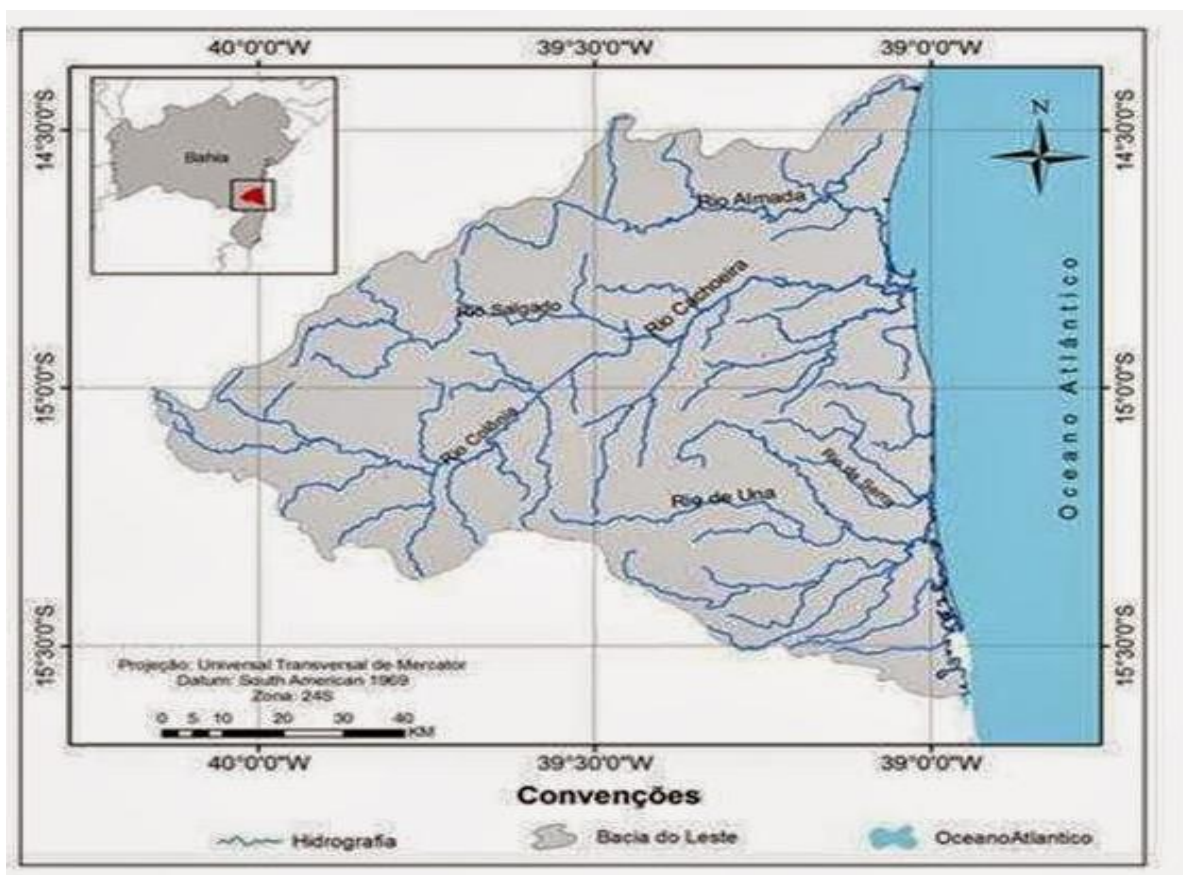 40°0'0"W 39°30'0"W 39°0'0"W
14°30'0"S 14°30'0"S
Bahia
N
Rio Almada
Rio Cachoeira
Rio Salgado
Oceano Atlântico
15°0'0"S 15°0'0"S
Rio Colônia
Rio da Serra
Rio de Una
15°30'0"S 15°30'0"S
Projeção: Universal Transversal de Mercator
Datum: South American 1969
Zona: 24S
0 5 10 20 30 40
KM
40°0'0"W 39°30'0"W 39°0'0"W
Convenções
Hidrografia Bacia do Leste OceanoAtlantico